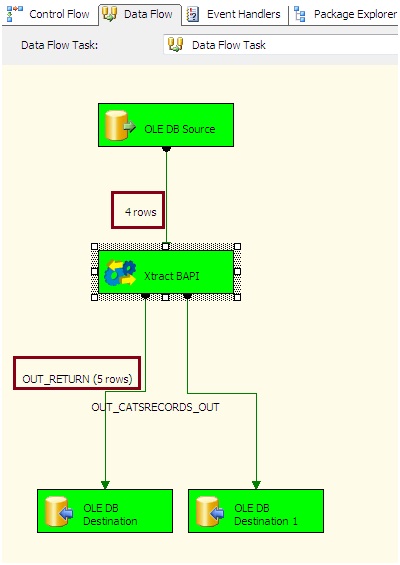 Control Flow
Data Flow
Event Handlers
Package Explorer
Data Flow Task:
Data Flow Task
OLE DB Source
4 rows
Xtract BAPI
OUT_RETURN (5 rows)
OUT_CATSRECORDS_OUT
OLE DB
Destination
OLE DB
Destination 1